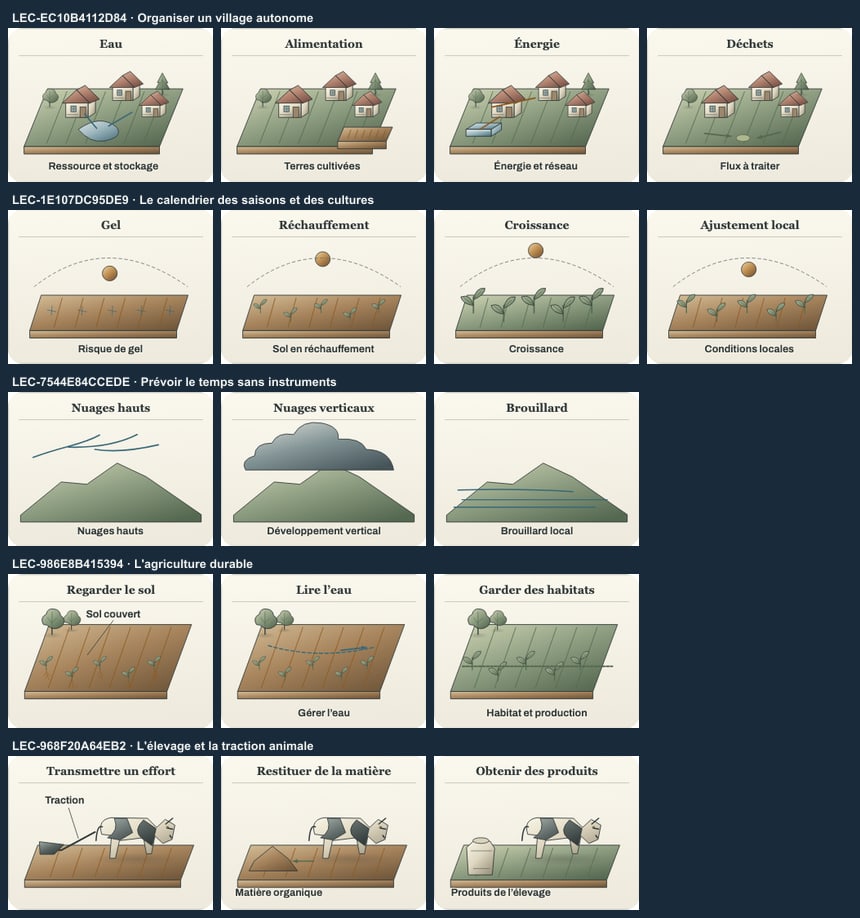 LEC-EC10B4112D84 · Organiser un village autonome
Eau
Alimentation
Énergie
Déchets
Ressource et stockage
Terres cultivées
Énergie et réseau
Flux à traiter
LEC-1E107DC95DE9 · Le calendrier des saisons et des cultures
Gel
Réchauffement
Croissance
Ajustement local
Risque de gel
Sol en réchauffement
Croissance
Conditions locales
LEC-7544E84CCEDE · Prévoir le temps sans instruments
Nuages hauts
Nuages verticaux
Brouillard
Nuages hauts
Développement vertical
Brouillard local
LEC-986E8B415394 · L'agriculture durable
Regarder le sol
Lire l’eau
Garder des habitats
Sol couvert
Gérer l’eau
Habitat et production
LEC-968F20A64EB2 · L'élevage et la traction animale
Transmettre un effort
Restituer de la matière
Obtenir des produits
Traction
Matière organique
Produits de l’élevage